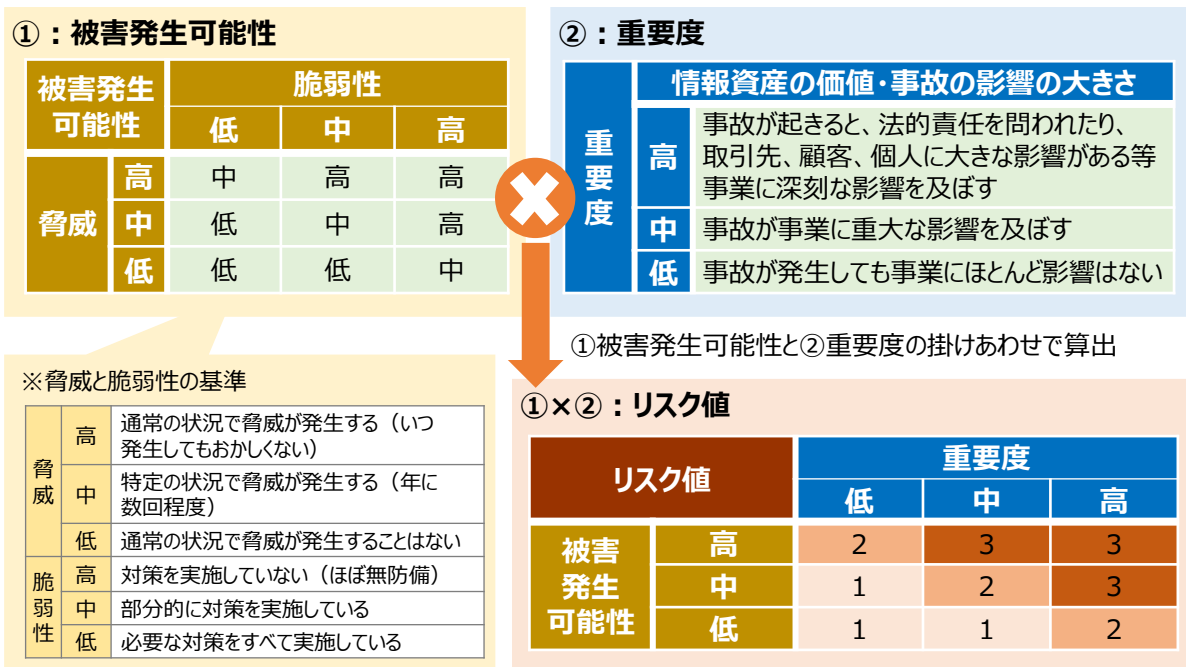 ①：被害発生可能性
被害発生
可能性
脆弱性
低 中 高
脅威
高 中 高 高
中 低 中 高
低 低 低 中
②：重要度
重要度
情報資産の価値・事故の影響の大きさ
高
事故が起きると、法的責任を問われたり、
取引先、顧客、個人に大きな影響がある等
事業に深刻な影響を及ぼす
中 事故が事業に重大な影響を及ぼす
低 事故が発生しても事業にほとんど影響はない
①被害発生可能性と②重要度の掛けあわせで算出
※脅威と脆弱性の基準
脅威
高
通常の状況で脅威が発生する（いつ
発生してもおかしくない）
中
特定の状況で脅威が発生する（年に
数回程度）
低 通常の状況で脅威が発生することはない
脆弱性
高 対策を実施していない（ほぼ無防備）
中 部分的に対策を実施している
低 必要な対策をすべて実施している
①×②：リスク値
リスク値
重要度
低 中 高
被害
発生
可能性
高 2 3 3
中 1 2 3
低 1 1 2